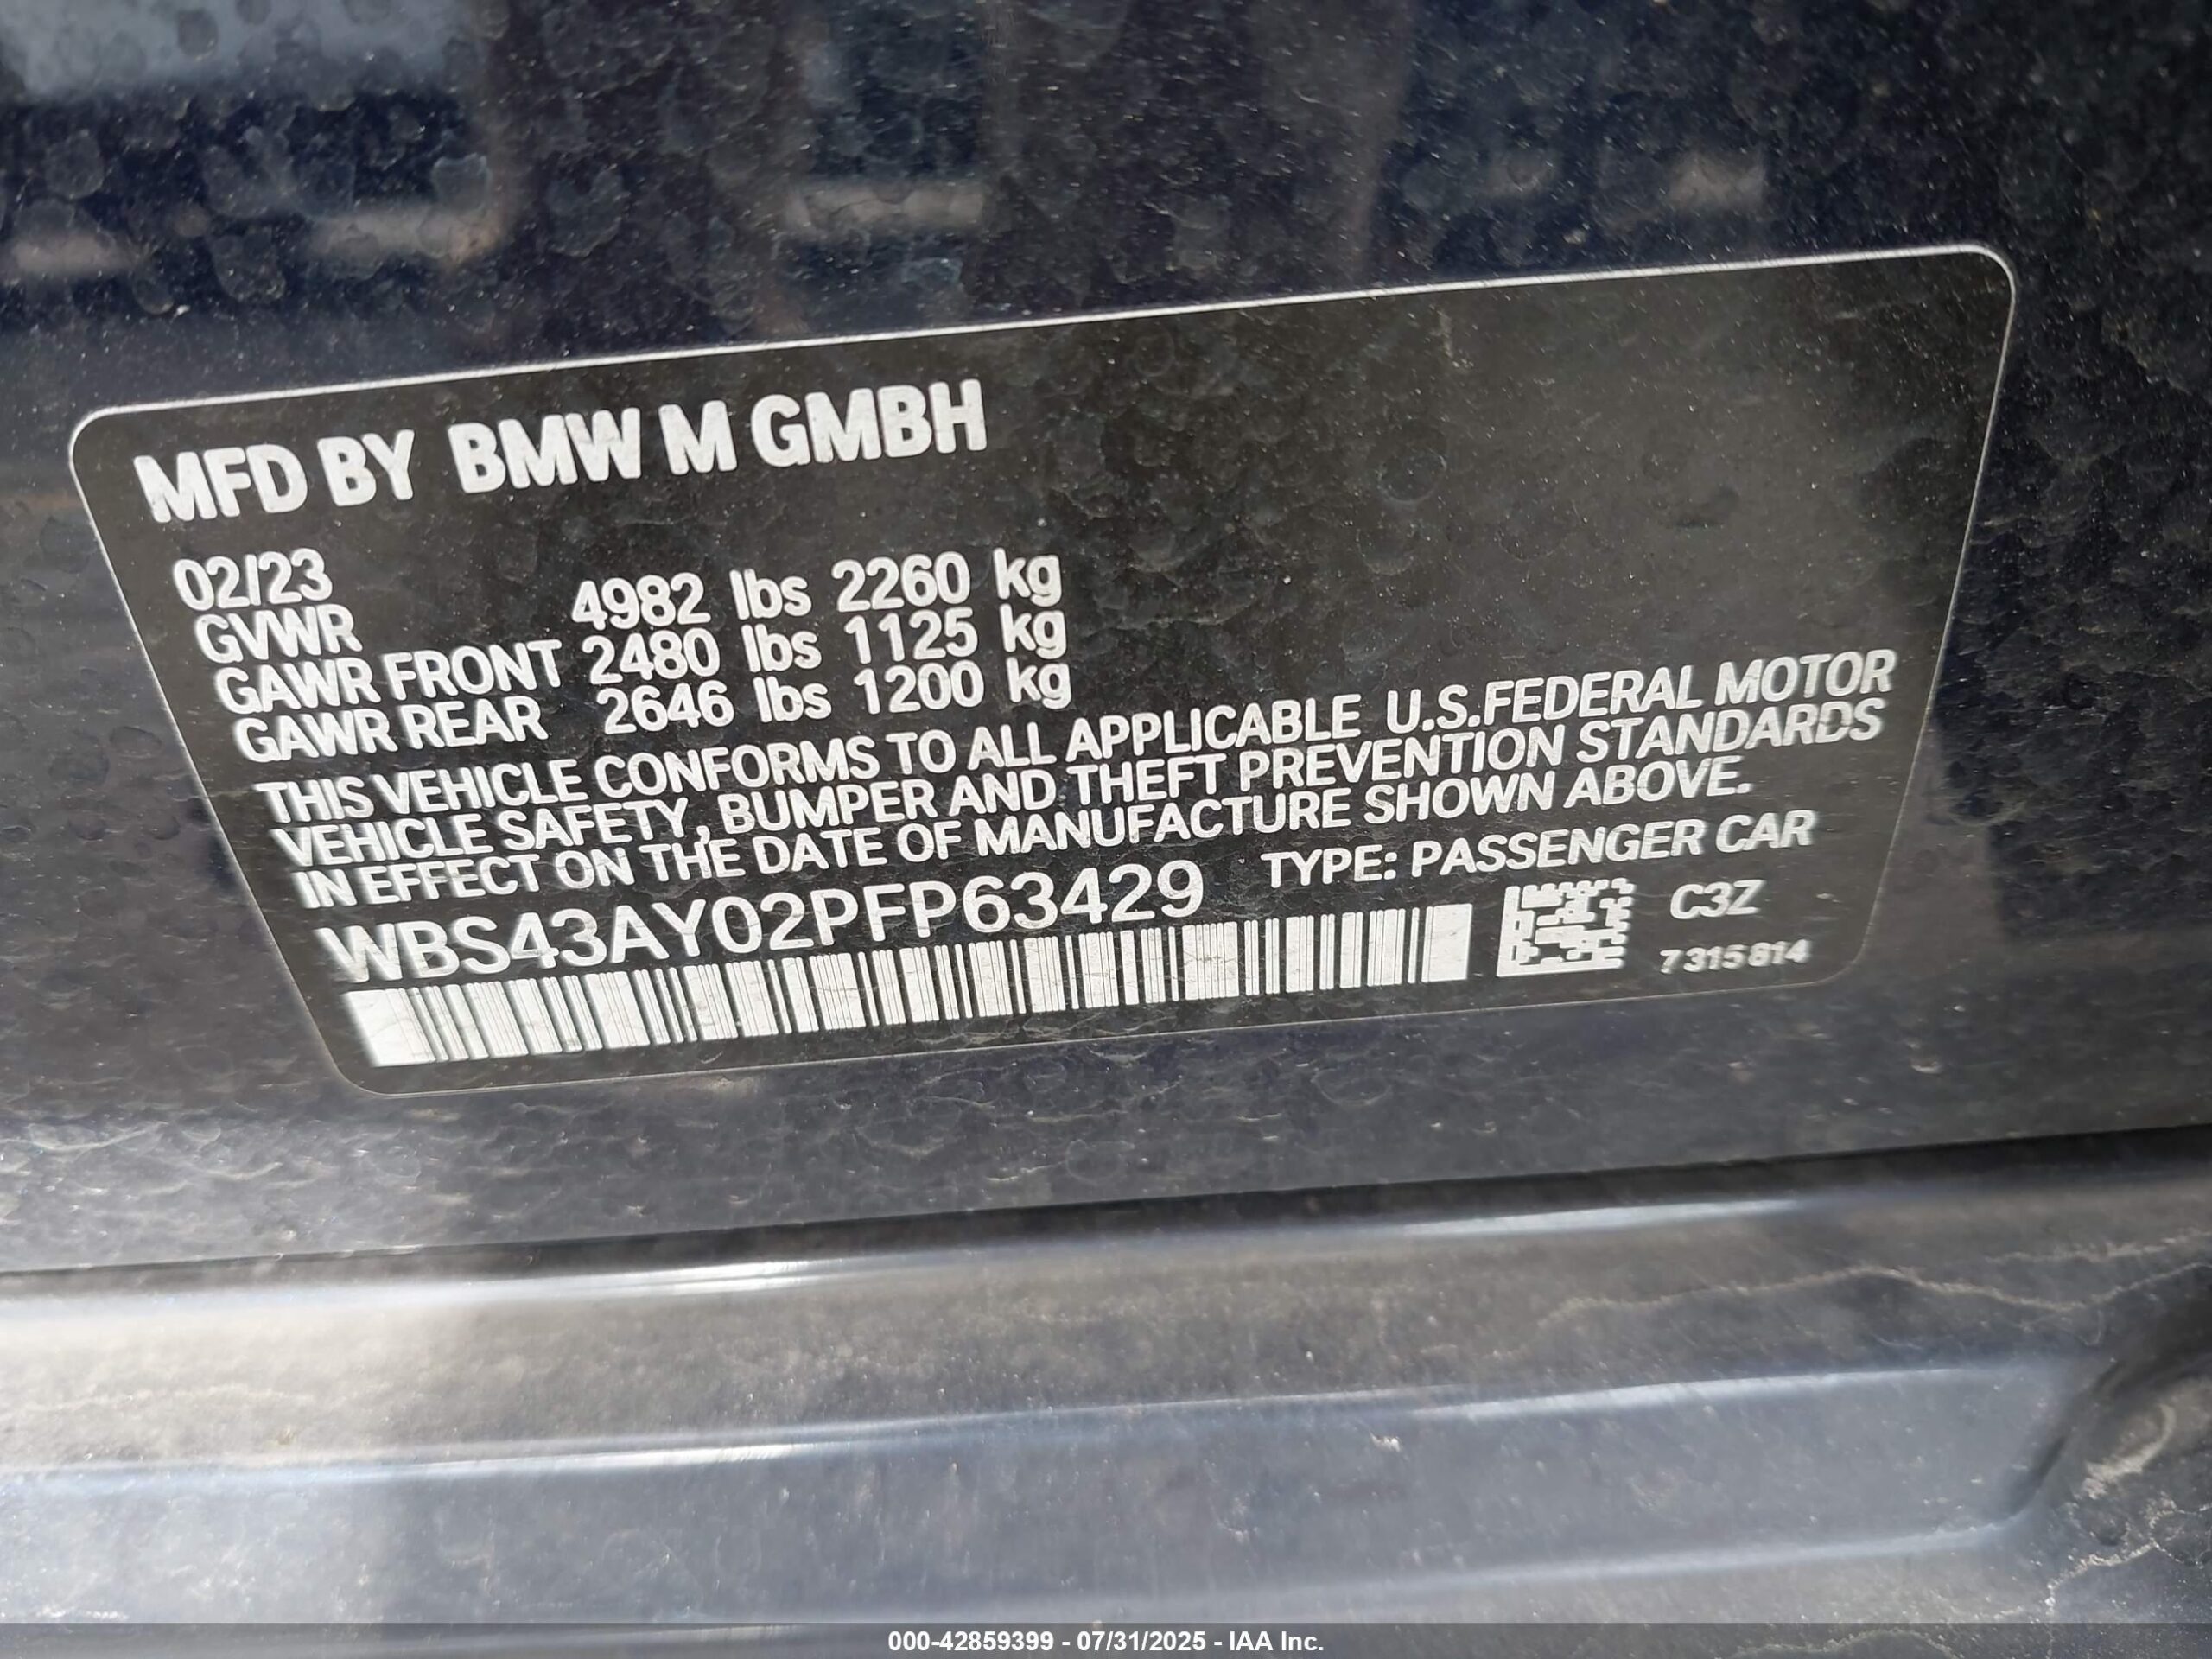 MFD BY BMW M GMBH
02/23
GVWR 4982 lbs 2260 kg
GAWR FRONT 2480 lbs 1125 kg
GAWR REAR 2646 lbs 1200 kg
THIS VEHICLE CONFORMS TO ALL APPLICABLE U.S.FEDERAL MOTOR
VEHICLE SAFETY, BUMPER AND THEFT PREVENTION STANDARDS
IN EFFECT ON THE DATE OF MANUFACTURE SHOWN ABOVE.
WBS43AY02PFP63429 TYPE: PASSENGER CAR
C3Z
7 315 814
000-42859399 - 07/31/2025 - IAA Inc.